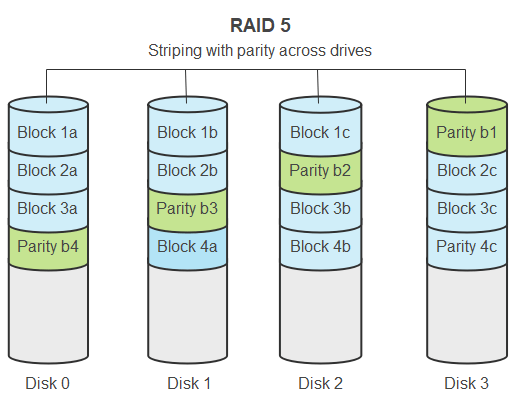 RAID 5
Striping with parity across drives
Block 1a Block 1b Block 1c Parity b1
Block 2a Block 2b Parity b2 Block 2c
Block 3a Parity b3 Block 3b Block 3c
Parity b4 Block 4a Block 4b Parity 4c
Disk 0 Disk 1 Disk 2 Disk 3